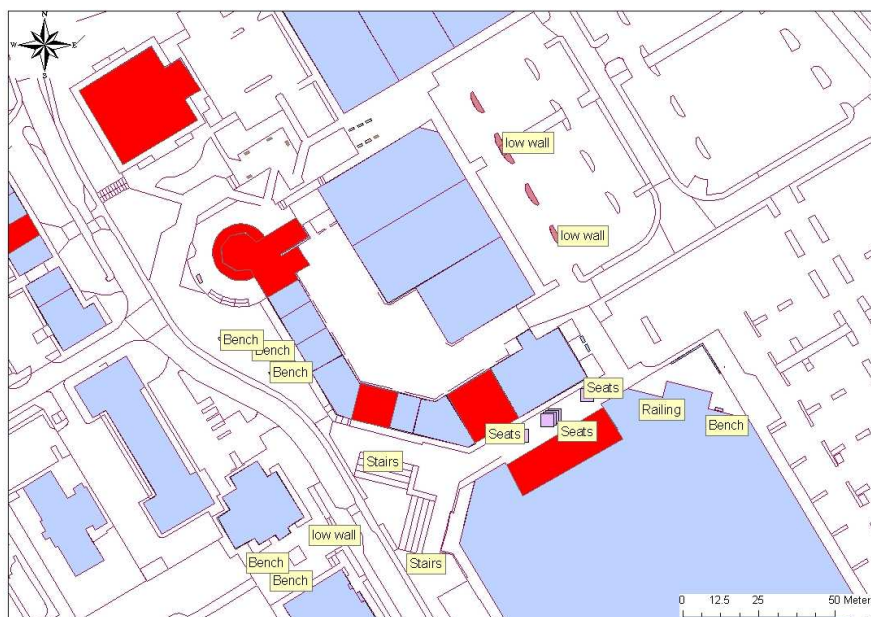 N
W E
S
low wall
low wall
Bench
Bench
Bench
Seats
Railing
Bench
Seats
Seats
Stairs
low wall
Stairs
Bench
Bench
0 12.5 25 50 Meter